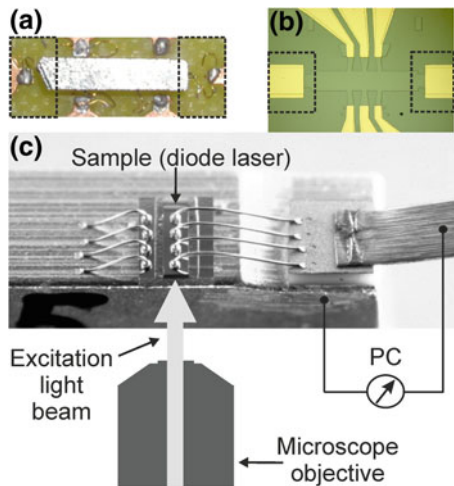 (a)
(b)
(c)
Sample (diode laser)
Excitation
light
beam
PC
Microscope
objective